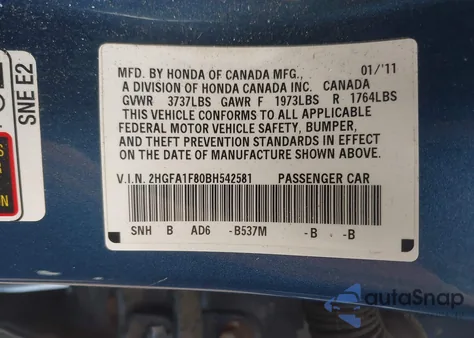 SNE E2
MFD. BY HONDA OF CANADA MFG., 01/'11
A DIVISION OF HONDA CANADA INC. CANADA
GVWR 3737LBS GAWR F 1973LBS R 1764LBS
THIS VEHICLE CONFORMS TO ALL APPLICABLE
FEDERAL MOTOR VEHICLE SAFETY, BUMPER,
AND THEFT PREVENTION STANDARDS IN EFFECT
ON THE DATE OF MANUFACTURE SHOWN ABOVE.
V.I.N. 2HGFA1F80BH542581 PASSENGER CAR
SNH B AD6 -B537M -B -B
autaSnap